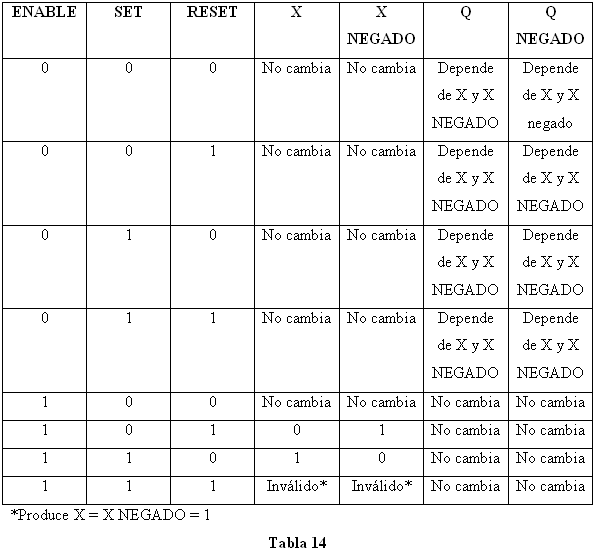 ENABLE SET RESET X X NEGADO Q Q NEGADO
0 0 0 No cambia No cambia Depende de X y X NEGADO Depende de X y X negado
0 0 1 No cambia No cambia Depende de X y X NEGADO Depende de X y X NEGADO
0 1 0 No cambia No cambia Depende de X y X NEGADO Depende de X y X NEGADO
0 1 1 No cambia No cambia Depende de X y X NEGADO Depende de X y X NEGADO
1 0 0 No cambia No cambia No cambia No cambia
1 0 1 0 1 No cambia No cambia
1 1 0 1 0 No cambia No cambia
1 1 1 Inválido* Inválido* No cambia No cambia
*Produce X = X NEGADO = 1
Tabla 14